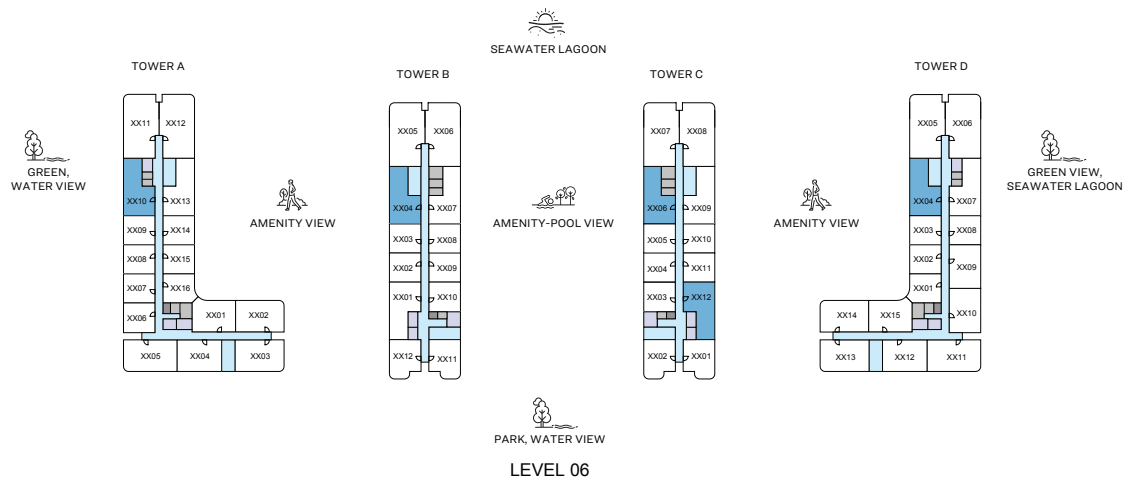 SEAWATER LAGOON
TOWER A
TOWER B
TOWER C
TOWER D
GREEN,
WATER VIEW
AMENITY VIEW
AMENITY-POOL VIEW
AMENITY VIEW
GREEN VIEW,
SEAWATER LAGOON
XX11 XX12
XX10 XX13
XX09 XX14
XX08 XX15
XX07 XX16
XX06 XX01 XX02
XX05 XX04 XX03
XX05 XX06
XX04 XX07
XX03 XX08
XX02 XX09
XX01 XX10
XX12 XX11
XX07 XX08
XX06 XX09
XX05 XX10
XX04 XX11
XX03 XX12
XX02 XX01
XX05 XX06
XX04 XX07
XX03 XX08
XX02 XX09
XX01
XX14 XX15 XX10
XX13 XX12 XX11
PARK, WATER VIEW
LEVEL 06